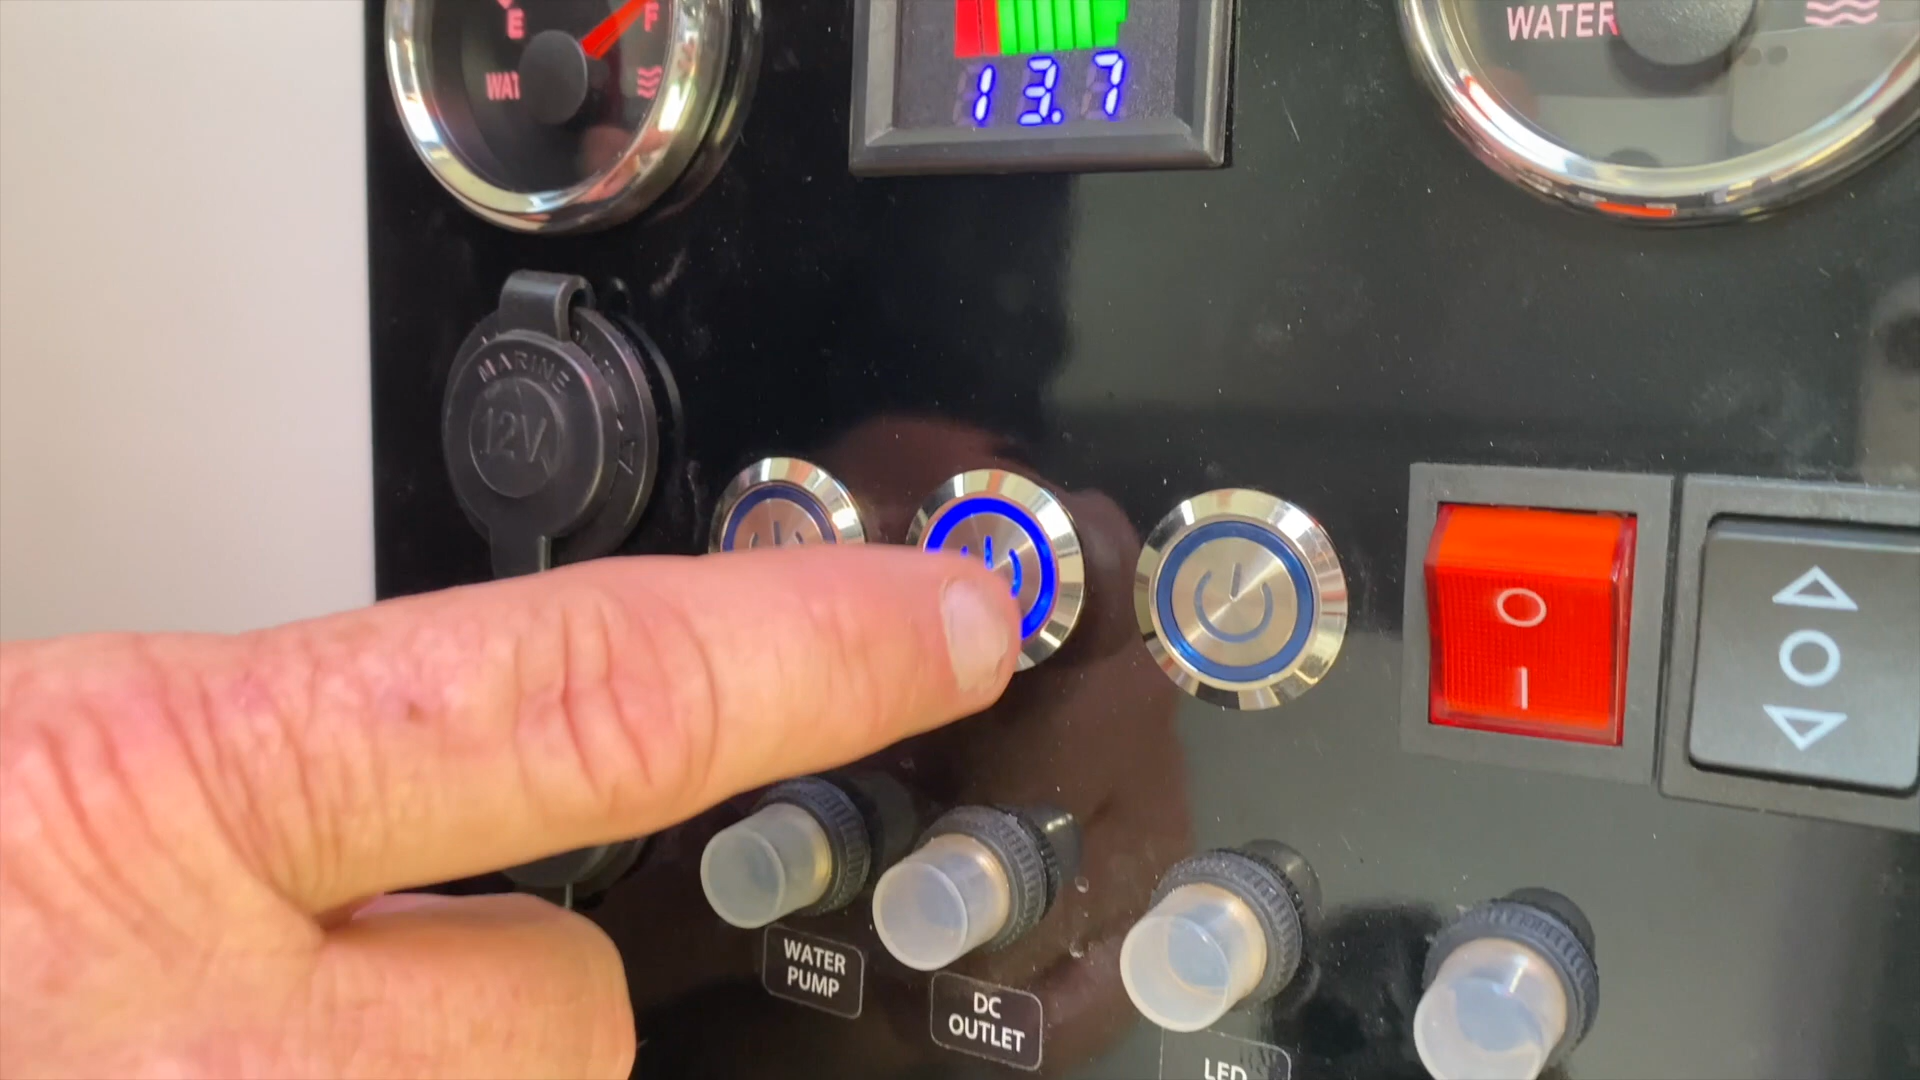 E
F
WAT
13.7
WATER
MARINE
12V
O
I
WATER
PUMP
DC
OUTLET
LED